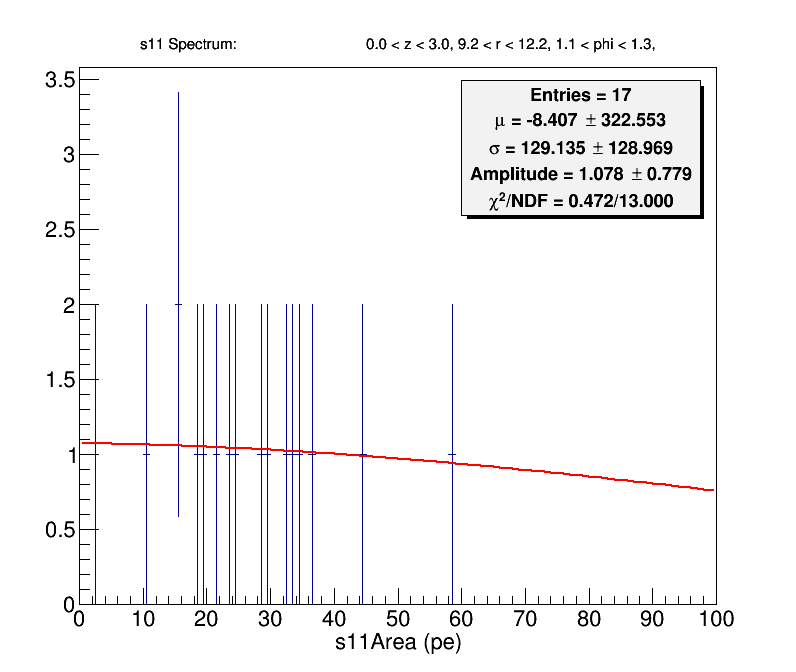 s11 Spectrum: 0.0 < z < 3.0, 9.2 < r < 12.2, 1.1 < phi < 1.3,
Entries = 17
μ = -8.407 ± 322.553
σ = 129.135 ± 128.969
Amplitude = 1.078 ± 0.779
χ²/NDF = 0.472/13.000
3.5
3
2.5
2
1.5
1
0.5
0
0 10 20 30 40 50 60 70 80 90 100
s11Area (pe)